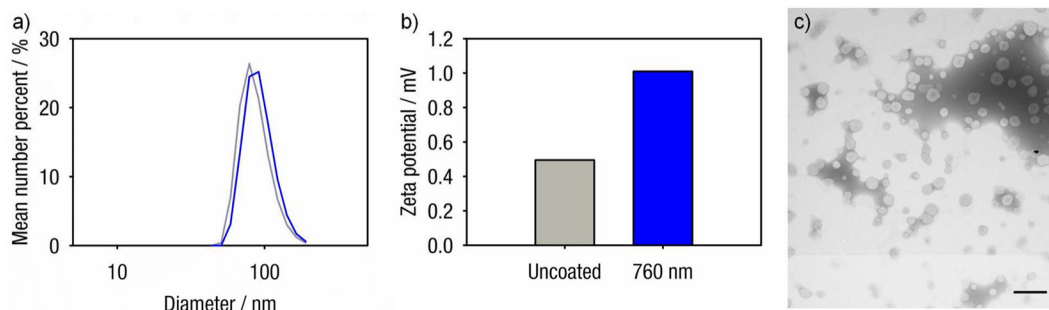 a)
Mean number percent / %
30
20
10
0
10 100
Diameter / nm
b)
Zeta potential / mV
1.2
1.0
0.8
0.6
0.4
0.2
0.0
Uncoated 760 nm
c)